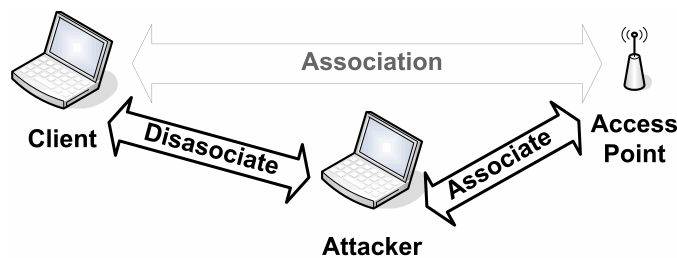 Association
Client
Disasociate
Associate
Access
Point
Attacker